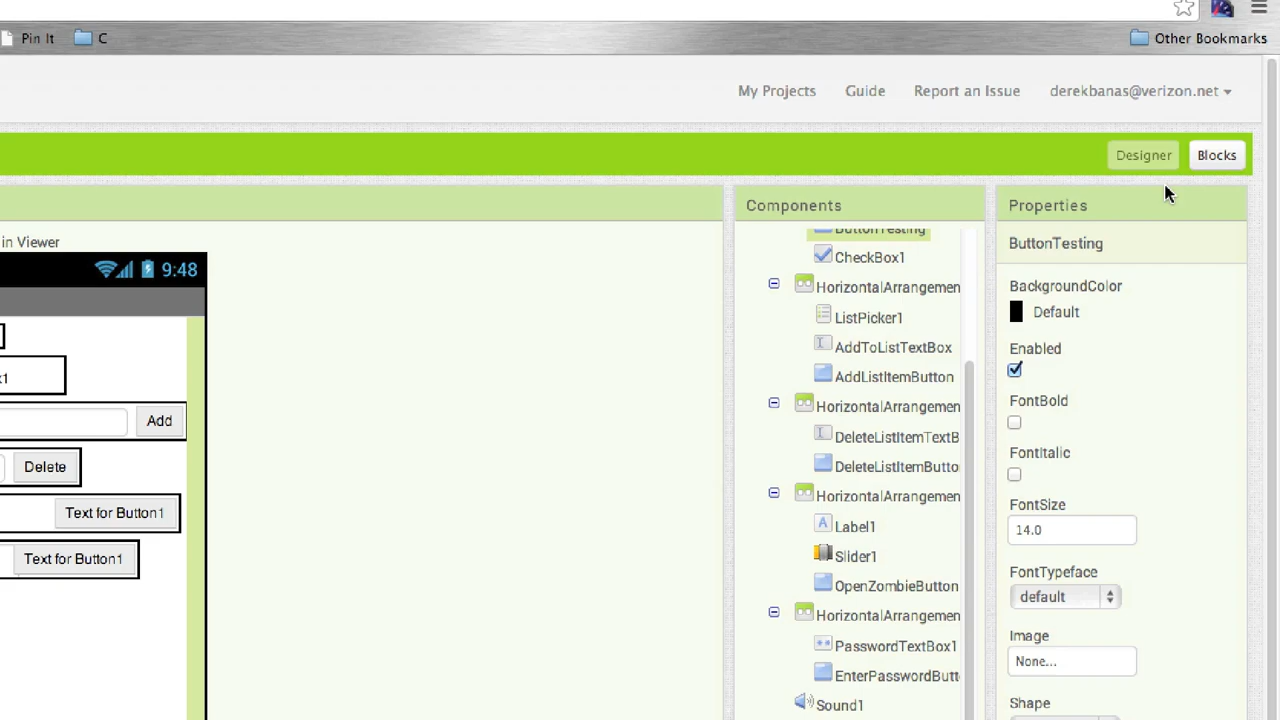 Pin It
C
Other Bookmarks
My Projects
Guide
Report an Issue
derekbanas@verizon.net
Designer
Blocks
Components
Properties
in Viewer
9:48
Add
Delete
Text for Button1
Text for Button1
ButtonTesting
CheckBox1
HorizontalArrangemen
ListPicker1
AddToListTextBox
AddListItemButton
HorizontalArrangemen
DeleteListItemTextB
DeleteListItemButto
HorizontalArrangemen
Label1
Slider1
OpenZombieButton
HorizontalArrangemen
PasswordTextBox1
EnterPasswordButt
Sound1
ButtonTesting
BackgroundColor
Default
Enabled
FontBold
FontItalic
FontSize
14.0
FontTypeface
default
Image
None...
Shape